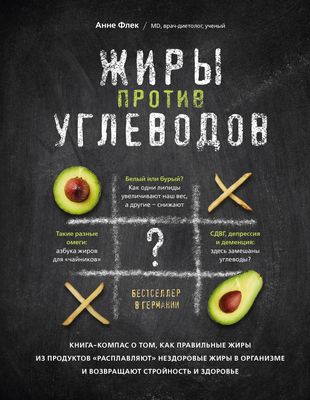 Анне Флек / MD, врач-диетолог, ученый
ЖИРЫ
ПРОТИВ
УГЛЕВОДОВ
Белый или бурый?
Как одни липиды
увеличивают наш вес,
а другие – снижают
Такие разные
омеги:
азбука жиров
для «чайников»
?
СДВГ, депрессия
и деменция:
здесь замешаны
углеводы?
БЕСТСЕЛЛЕР
В ГЕРМАНИИ
КНИГА-КОМПАС О ТОМ, КАК ПРАВИЛЬНЫЕ ЖИРЫ
ИЗ ПРОДУКТОВ «РАСПЛАВЛЯЮТ» НЕЗДОРОВЫЕ ЖИРЫ В ОРГАНИЗМЕ
И ВОЗВРАЩАЮТ СТРОЙНОСТЬ И ЗДОРОВЬЕ